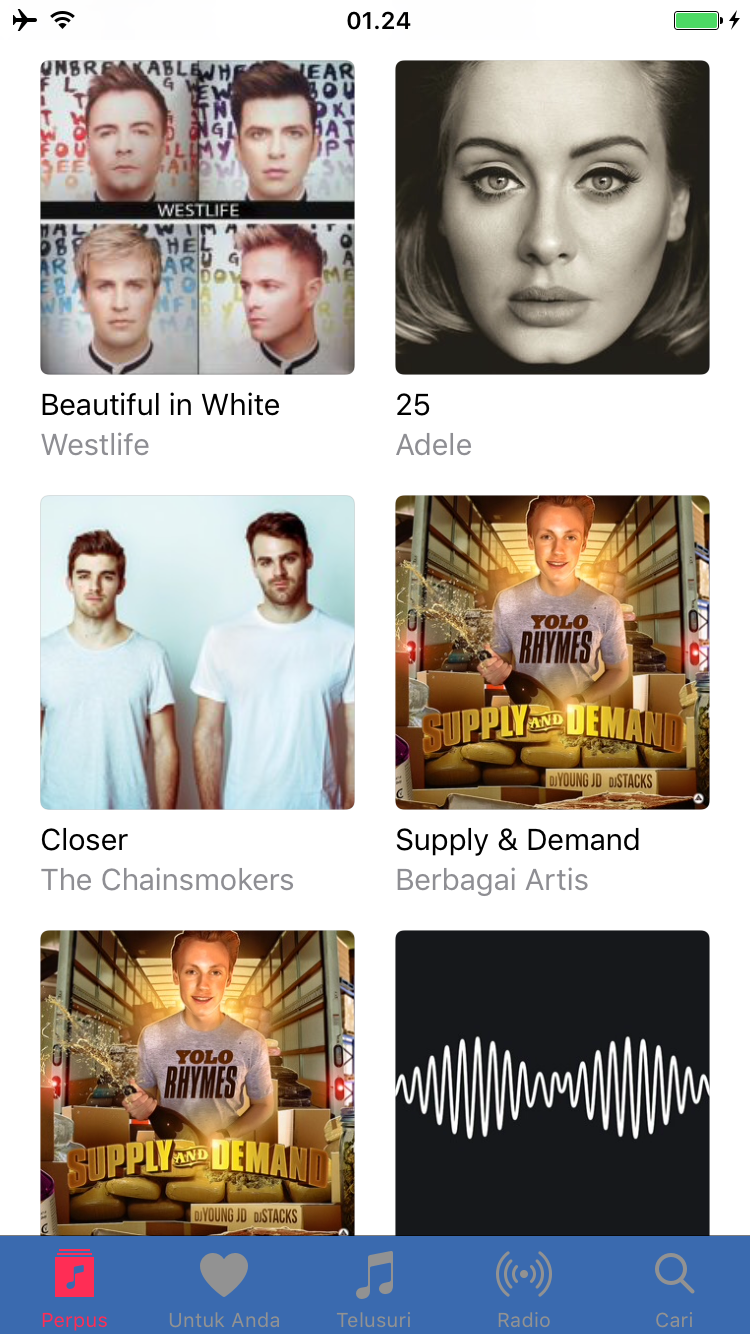 01.24
WESTLIFE
Beautiful in White
Westlife
25
Adele
YOLO
RHYMES
SUPPLY AND DEMAND
DJ YOUNG JD DJ STACKS
Closer
The Chainsmokers
Supply & Demand
Berbagai Artis
YOLO
RHYMES
SUPPLY AND DEMAND
DJ YOUNG JD DJ STACKS
Perpus
Untuk Anda
Telusuri
Radio
Cari